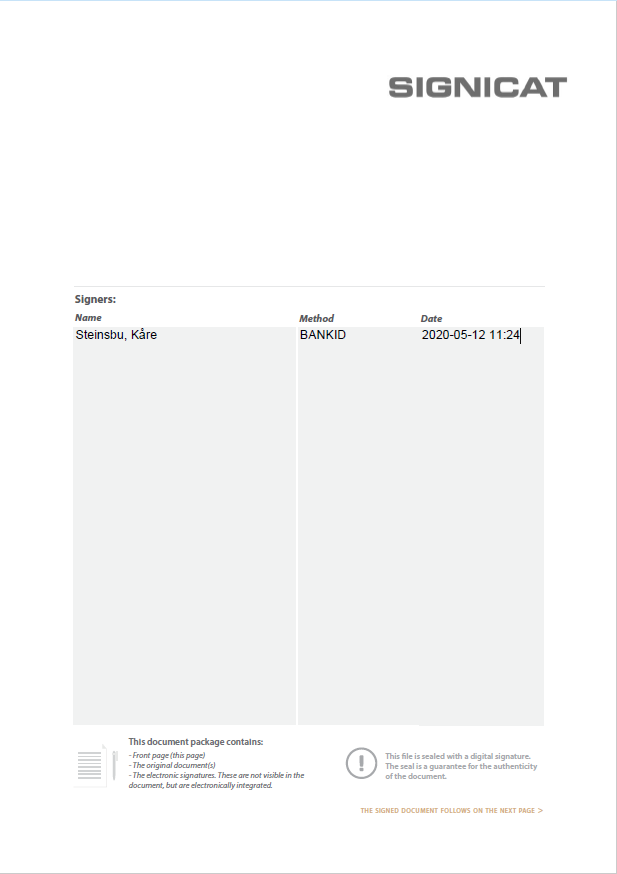 SIGNICAT
Signers:
Name Method Date
Steinsbu, Kåre BANKID 2020-05-12 11:24
This document package contains:
- Front page (this page)
- The original document(s)
- The electronic signatures. These are not visible in the
document, but are electronically integrated.
This file is sealed with a digital signature.
The seal is a guarantee for the authenticity
of the document.
THE SIGNED DOCUMENT FOLLOWS ON THE NEXT PAGE >